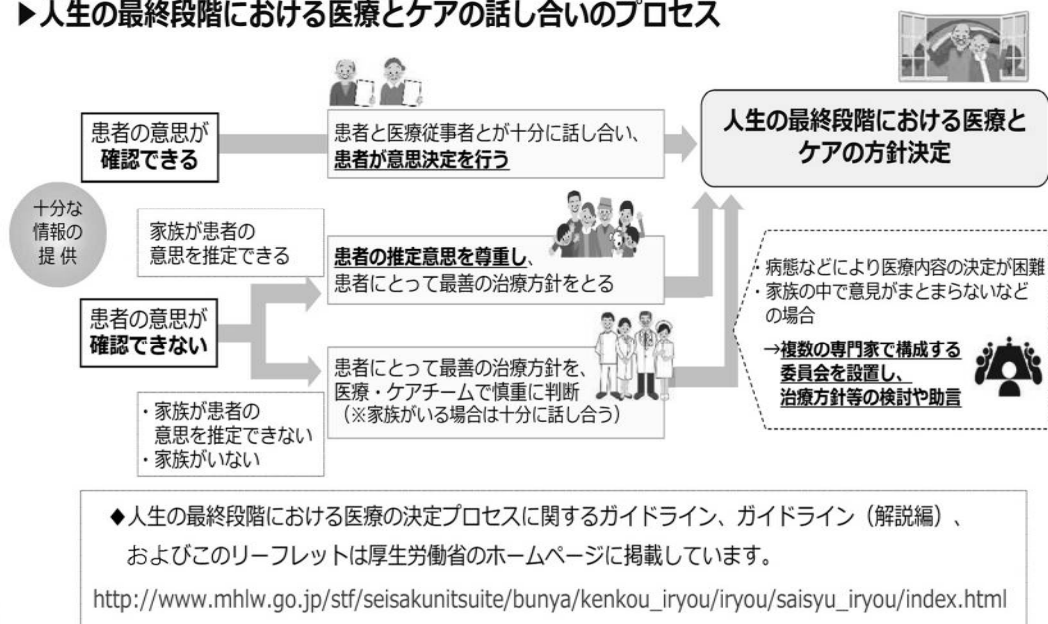 ▶人生の最終段階における医療とケアの話し合いのプロセス
患者の意思が
確認できる
患者と医療従事者とが十分に話し合い、
患者が意思決定を行う
人生の最終段階における医療と
ケアの方針決定
十分な
情報の
提 供
家族が患者の
意思を推定できる
患者の推定意思を尊重し、
患者にとって最善の治療方針をとる
患者の意思が
確認できない
患者にとって最善の治療方針を、
医療・ケアチームで慎重に判断
（※家族がいる場合は十分に話し合う）
・家族が患者の
意思を推定できない
・家族がいない
・病態などにより医療内容の決定が困難
・家族の中で意見がまとまらないなど
の場合
→複数の専門家で構成する
委員会を設置し、
治療方針等の検討や助言
◆人生の最終段階における医療の決定プロセスに関するガイドライン、ガイドライン（解説編）、
およびこのリーフレットは厚生労働省のホームページに掲載しています。
http://www.mhlw.go.jp/stf/seisakunitsuite/bunya/kenkou_iryou/iryou/saisyu_iryou/index.html